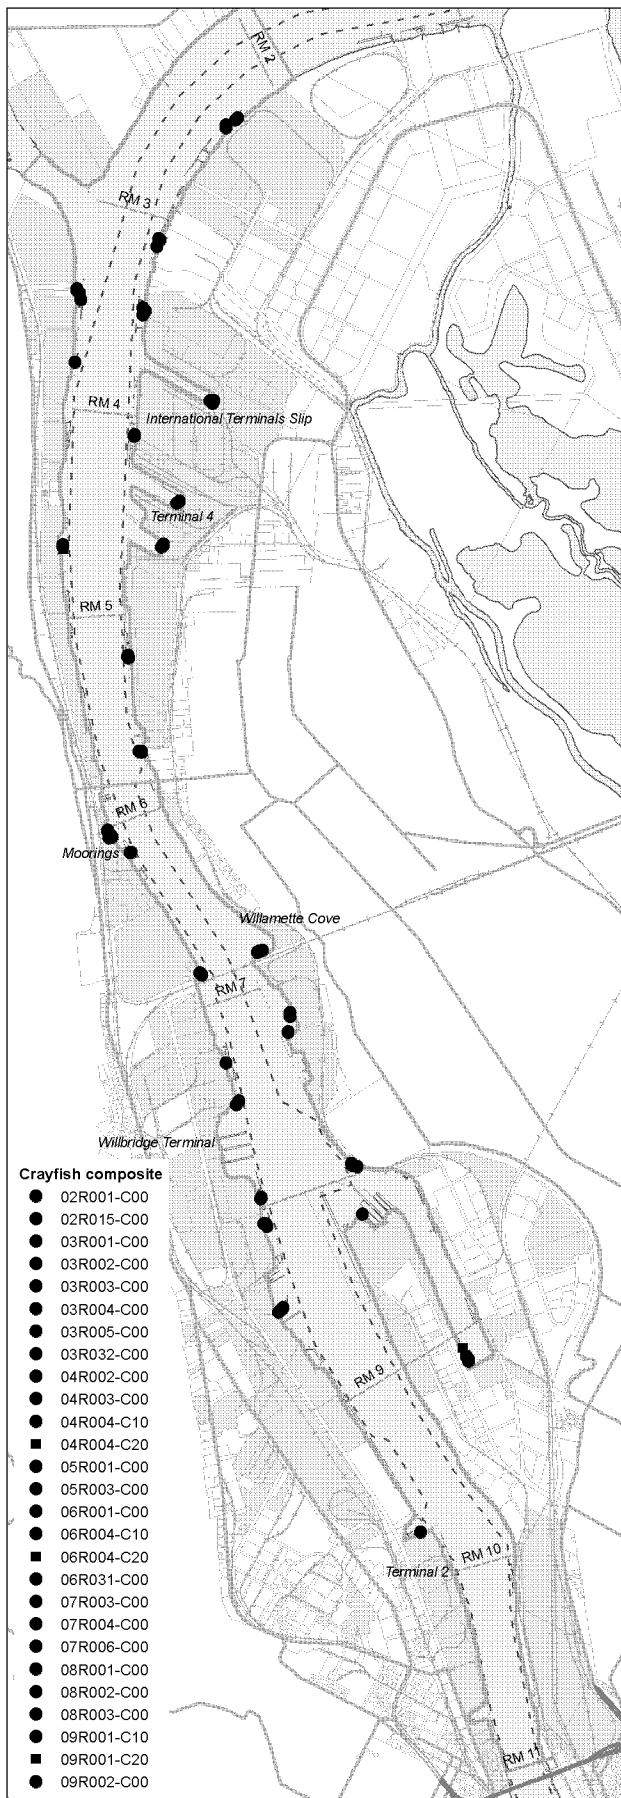 RM 2
RM 3
RM 4
International Terminals Slip
Terminal 4
RM 5
RM 6
Moorings
Willamette Cove
RM 7
Willbridge Terminal
Crayfish composite
02R001-C00
02R015-C00
03R001-C00
03R002-C00
03R003-C00
03R004-C00
03R005-C00
03R032-C00
04R002-C00
04R003-C00
04R004-C10
04R004-C20
05R001-C00
05R003-C00
06R001-C00
06R004-C10
06R004-C20
06R031-C00
07R003-C00
07R004-C00
07R006-C00
08R001-C00
08R002-C00
08R003-C00
09R001-C10
09R001-C20
09R002-C00
RM 9
RM 10
Terminal 2
RM 11